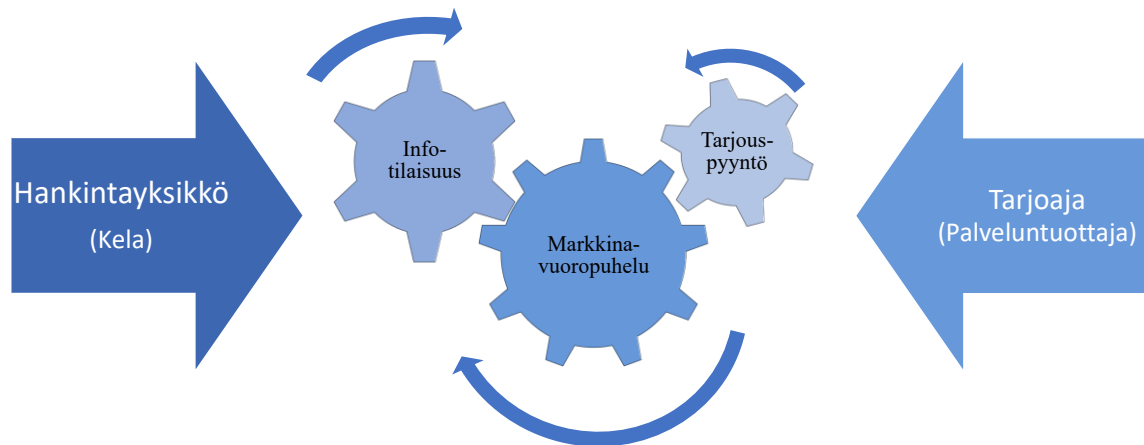 Hankintayksikkö
(Kela)
Info-
tilaisuus
Markkina-
vuoropuhelu
Tarjous-
pyyntö
Tarjoaja
(Palveluntuottaja)